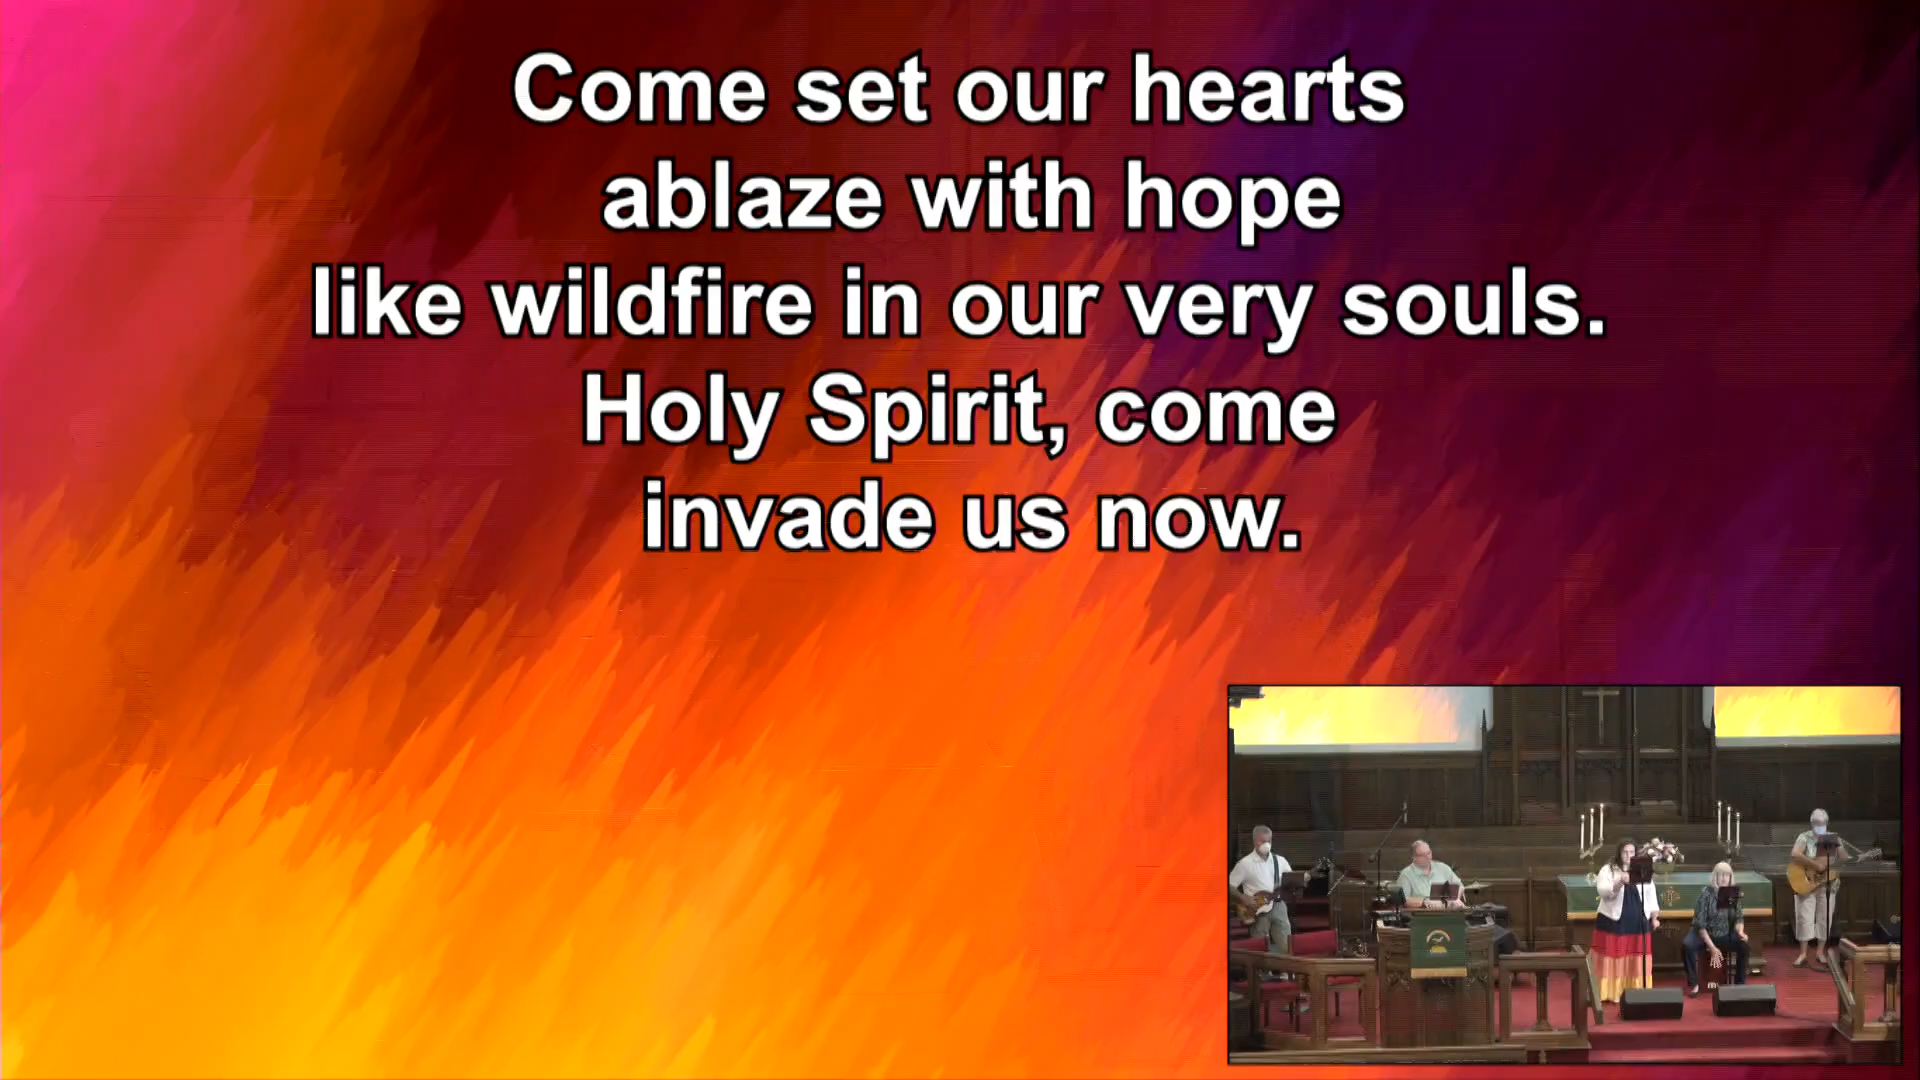 Come set our hearts
ablaze with hope
like wildfire in our very souls.
Holy Spirit, come
invade us now.